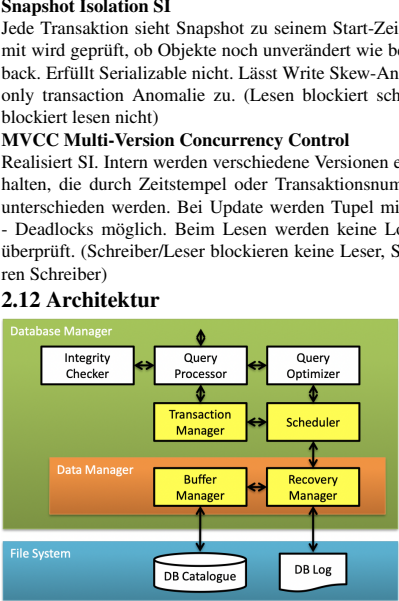 Snapshot Isolation SI
Jede Transaktion sieht Snapshot zu seinem Start-Zei
mit wird geprüft, ob Objekte noch unverändert wie be
back. Erfüllt Serializable nicht. Lässt Write Skew-An
only transaction Anomalie zu. (Lesen blockiert sch
blockiert lesen nicht)
MVCC Multi-Version Concurrency Control
Realisiert SI. Intern werden verschiedene Versionen e
halten, die durch Zeitstempel oder Transaktionsnum
unterschieden werden. Bei Update werden Tupel mi
- Deadlocks möglich. Beim Lesen werden keine Lo
überprüft. (Schreiber/Leser blockieren keine Leser, S
ren Schreiber)
2.12 Architektur
Database Manager
Integrity
Checker
Query
Processor
Query
Optimizer
Transaction
Manager
Scheduler
Data Manager
Buffer
Manager
Recovery
Manager
File System
DB Catalogue
DB Log